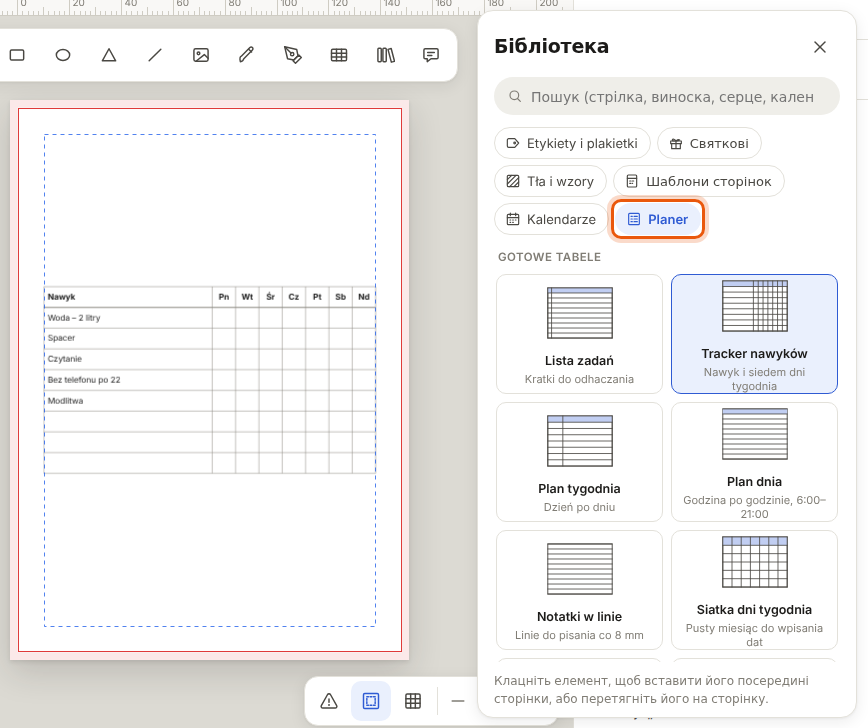 0 20 40 60 80 100 120 140 160 180 200
Бібліотека
Пошук (стрілка, виноска, серце, кален
Etykiety i plakietki
Святкові
Tła i wzory
Шаблони сторінок
Kalendarze
Planer
GOTOWE TABELE
Lista zadań
Kratki do odhaczania
Tracker nawyków
Nawyk i siedem dni
tygodnia
Plan tygodnia
Dzień po dniu
Plan dnia
Godzina po godzinie, 6:00–
21:00
Notatki w linie
Linie do pisania co 8 mm
Siatka dni tygodnia
Pusty miesiąc do wpisania
dat
Клацніть елемент, щоб вставити його посередині
сторінки, або перетягніть його на сторінку.
Nawyk Pn Wt Śr Cz Pt Sb Nd
Woda – 2 litry
Spacer
Czytanie
Bez telefonu po 22
Modlitwa